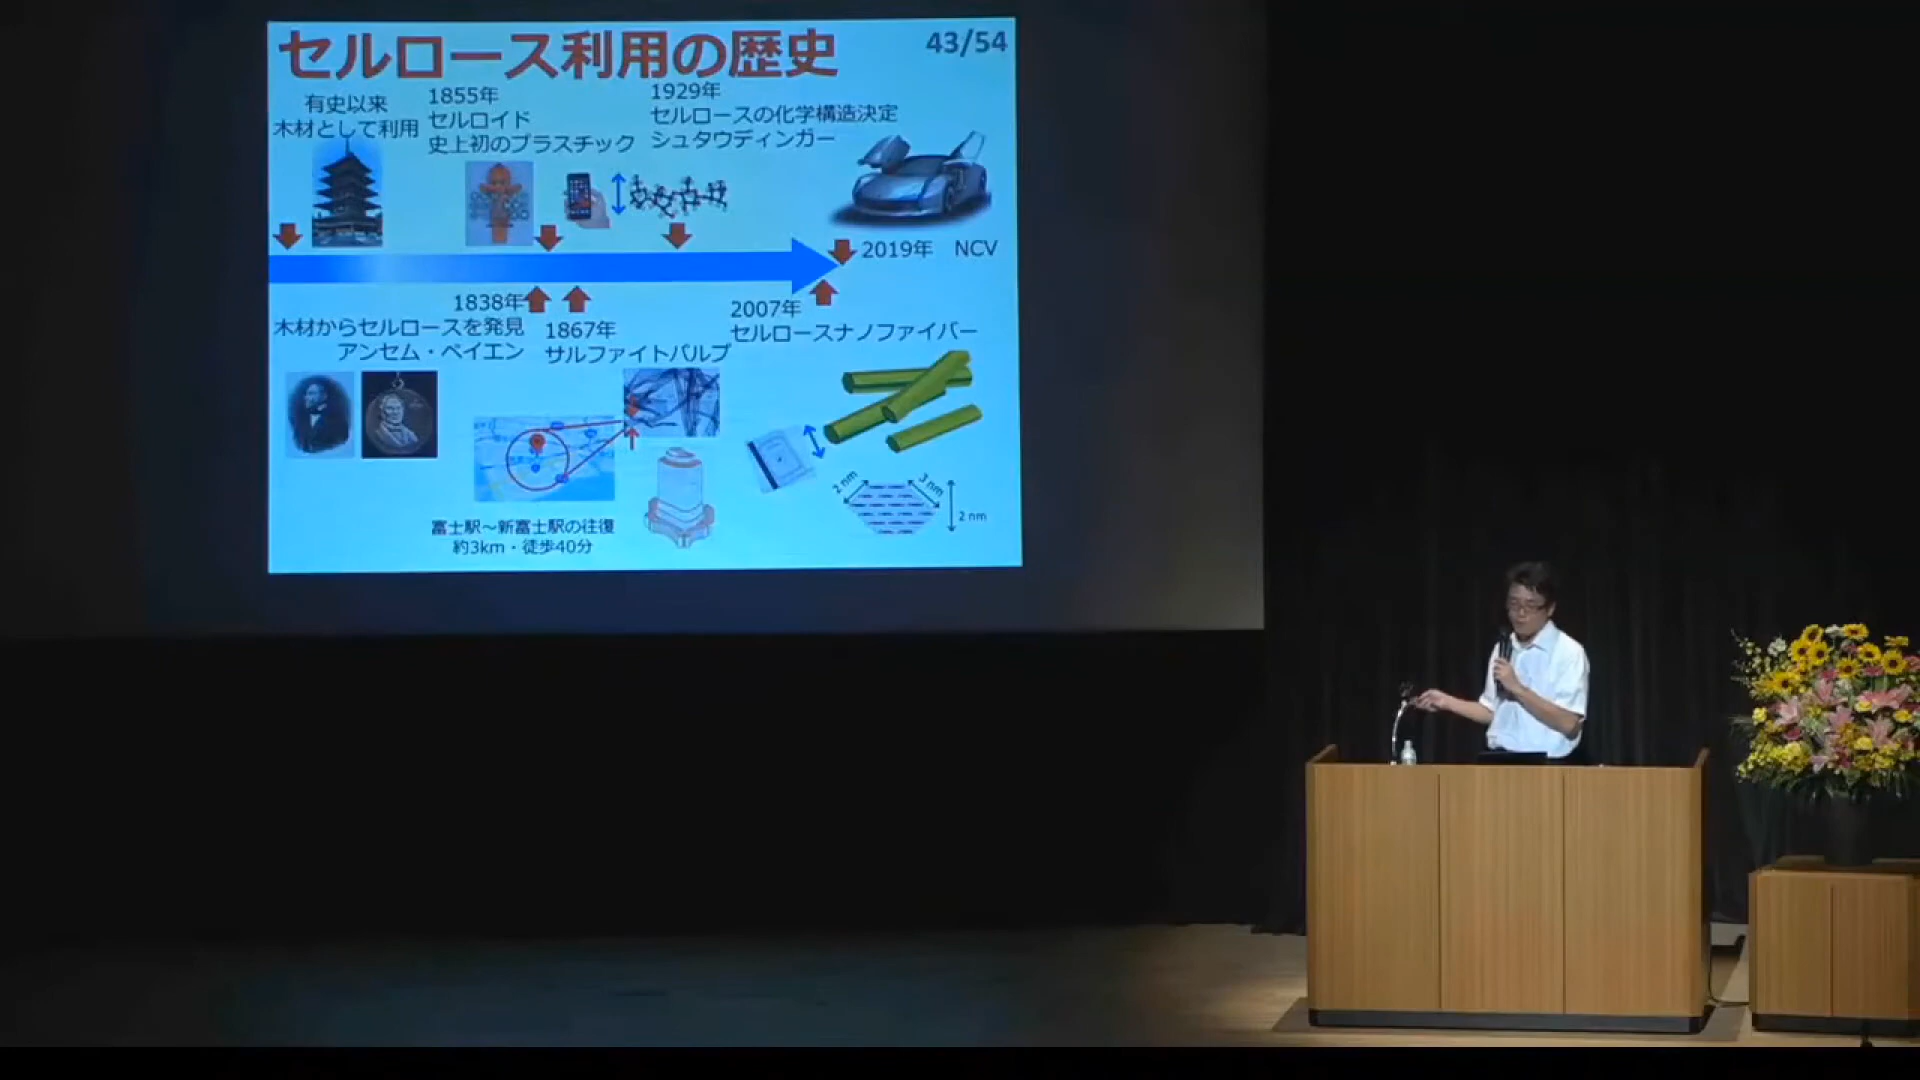 セルロース利用の歴史
43/54
有史以来
木材として利用
1855年
セルロイド
史上初のプラスチック
1929年
セルロースの化学構造決定
シュタウディンガー
2019年 NCV
1838年
木材からセルロースを発見
アンセム・ペイエン
1867年
サルファイトパルプ
2007年
セルロースナノファイバー
富士駅～新富士駅の往復
約3km・徒歩40分
2 nm
3 nm
2 nm